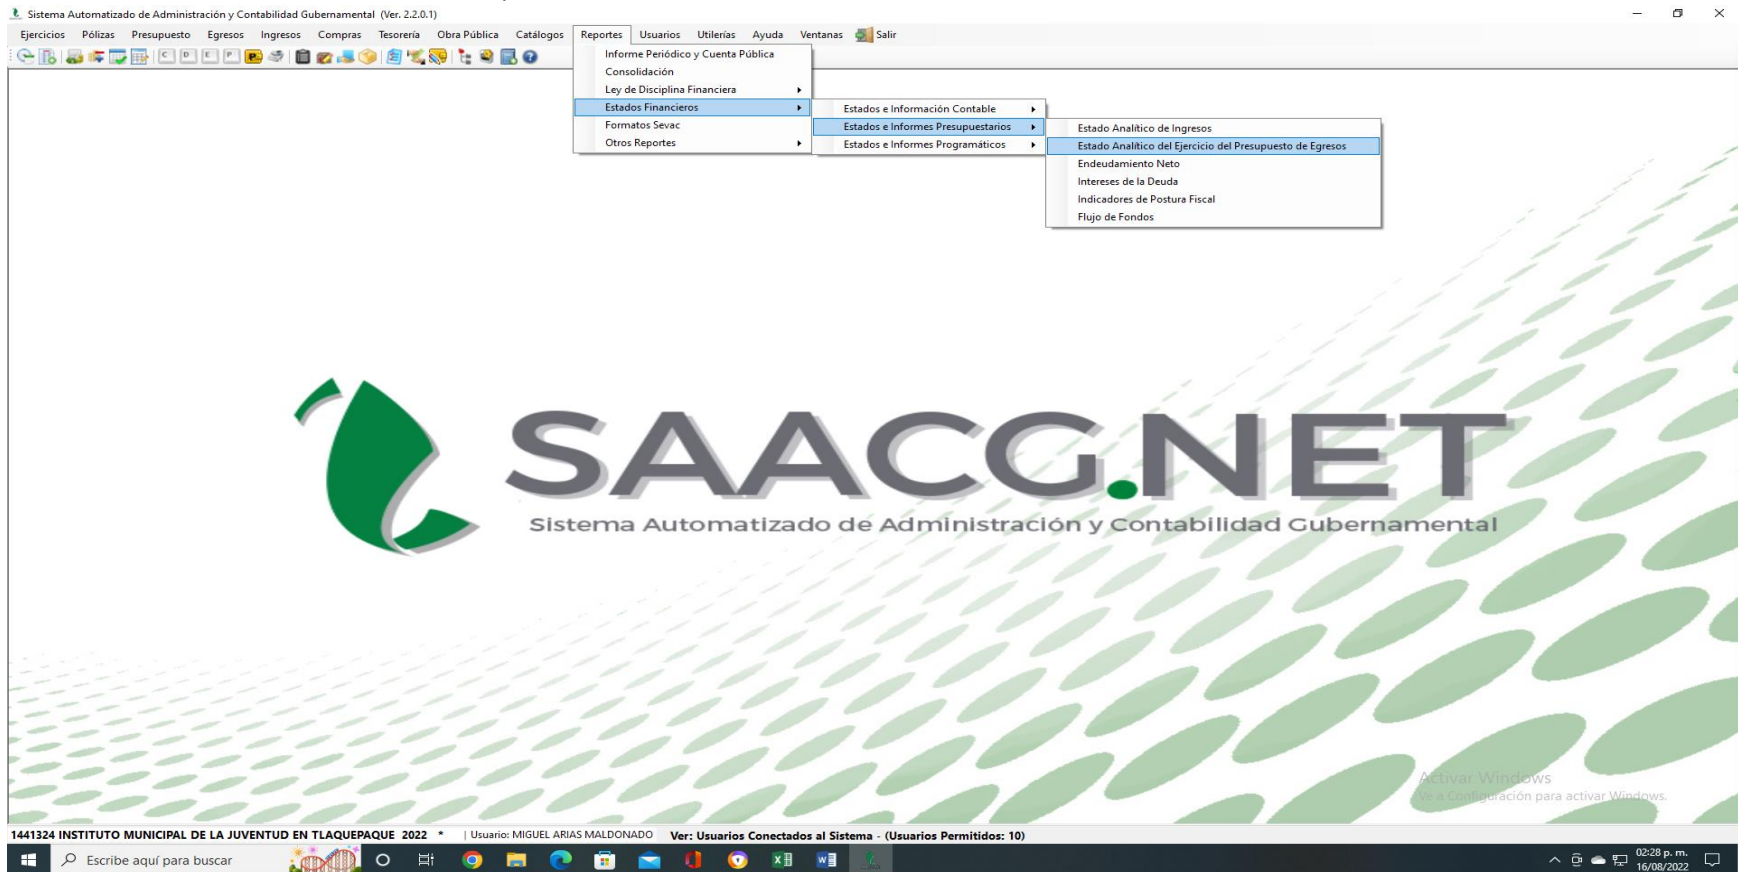 Sistema Automatizado de Administración y Contabilidad Gubernamental (Ver. 2.2.0.1)
Ejercicios Pólizas Presupuesto Egresos Ingresos Compras Tesorería Obra Pública Catálogos Reportes Usuarios Utilerías Ayuda Ventanas Salir
C P E P P
Informe Periódico y Cuenta Pública
Consolidación
Ley de Disciplina Financiera
Estados Financieros
Formatos Sevac
Otros Reportes
Estados e Información Contable
Estados e Informes Presupuestarios
Estados e Informes Programáticos
Estado Analítico de Ingresos
Estado Analítico del Ejercicio del Presupuesto de Egresos
Endeudamiento Neto
Intereses de la Deuda
Indicadores de Postura Fiscal
Flujo de Fondos
SAACG.NET
Sistema Automatizado de Administración y Contabilidad Gubernamental
Activar Windows
Ve a Configuración para activar Windows.
1441324 INSTITUTO MUNICIPAL DE LA JUVENTUD EN TLAQUEPAQUE 2022 * | Usuario: MIGUEL ARIAS MALDONADO Ver: Usuarios Conectados al Sistema - (Usuarios Permitidos: 10)
Escribe aquí para buscar
02:28 p. m.
16/08/2022